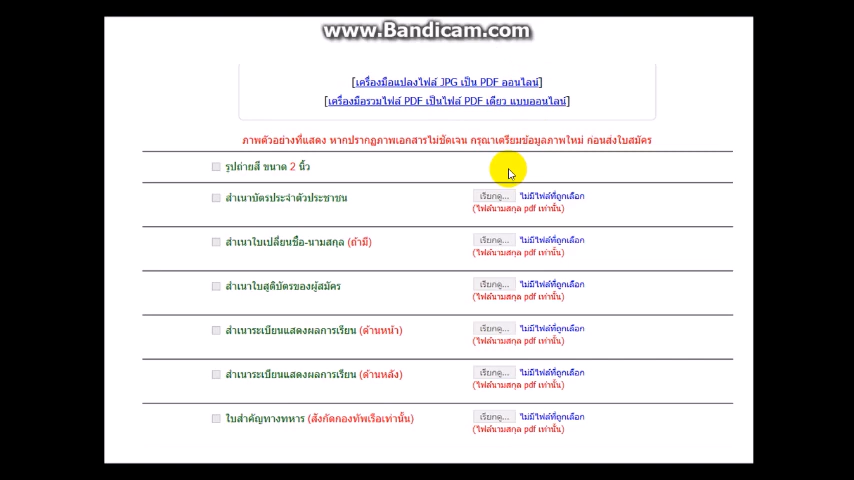 www.Bandicam.com
[เครื่องมือแปลงไฟล์ JPG เป็น PDF ออนไลน์]
[เครื่องมือรวมไฟล์ PDF เป็นไฟล์ PDF เดียว แบบออนไลน์]
ภาพตัวอย่างที่แสดง หากปรากฏภาพเอกสารไม่ชัดเจน กรุณาเตรียมข้อมูลภาพใหม่ ก่อนส่งใบสมัคร
รูปถ่ายสี ขนาด 2 นิ้ว
สำเนาบัตรประจำตัวประชาชน เรียกดู... ไม่มีไฟล์ที่ถูกเลือก
(ไฟล์นามสกุล pdf เท่านั้น)
สำเนาใบเปลี่ยนชื่อ-นามสกุล (ถ้ามี) เรียกดู... ไม่มีไฟล์ที่ถูกเลือก
(ไฟล์นามสกุล pdf เท่านั้น)
สำเนาใบสูติบัตรของผู้สมัคร เรียกดู... ไม่มีไฟล์ที่ถูกเลือก
(ไฟล์นามสกุล pdf เท่านั้น)
สำเนาระเบียนแสดงผลการเรียน (ด้านหน้า) เรียกดู... ไม่มีไฟล์ที่ถูกเลือก
(ไฟล์นามสกุล pdf เท่านั้น)
สำเนาระเบียนแสดงผลการเรียน (ด้านหลัง) เรียกดู... ไม่มีไฟล์ที่ถูกเลือก
(ไฟล์นามสกุล pdf เท่านั้น)
ใบสำคัญทางทหาร (สังกัดกองทัพเรือเท่านั้น) เรียกดู... ไม่มีไฟล์ที่ถูกเลือก
(ไฟล์นามสกุล pdf เท่านั้น)